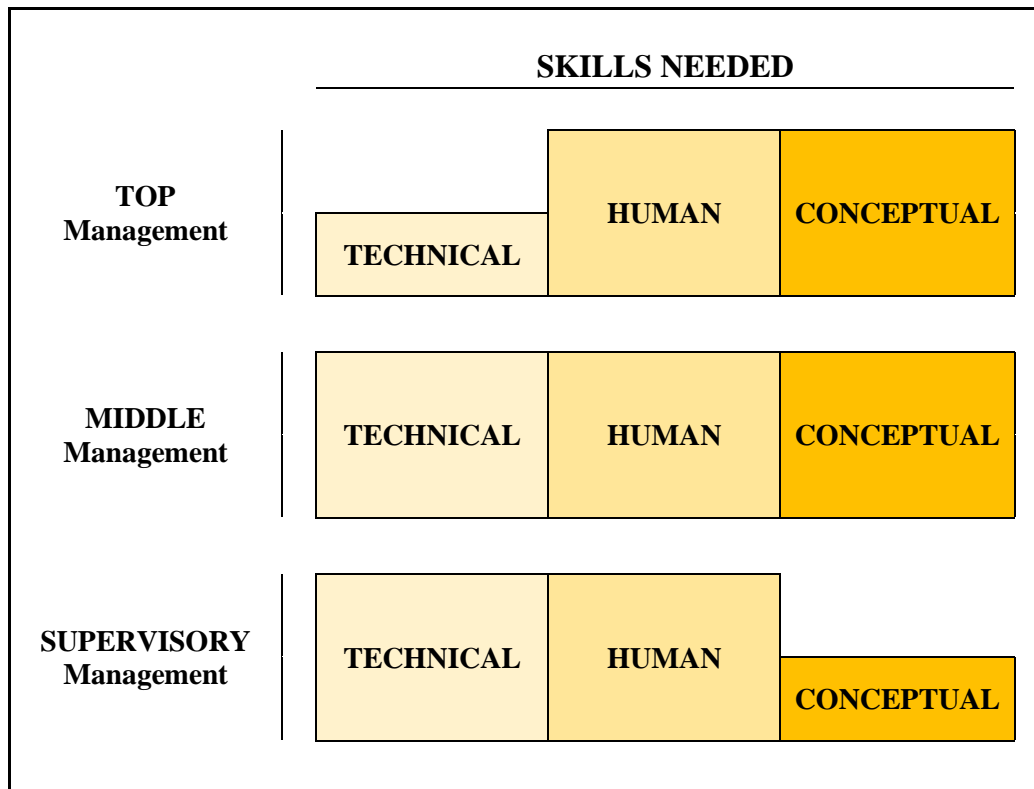 SKILLS NEEDED
TOP
Management
TECHNICAL
HUMAN
CONCEPTUAL
MIDDLE
Management
TECHNICAL
HUMAN
CONCEPTUAL
SUPERVISORY
Management
TECHNICAL
HUMAN
CONCEPTUAL